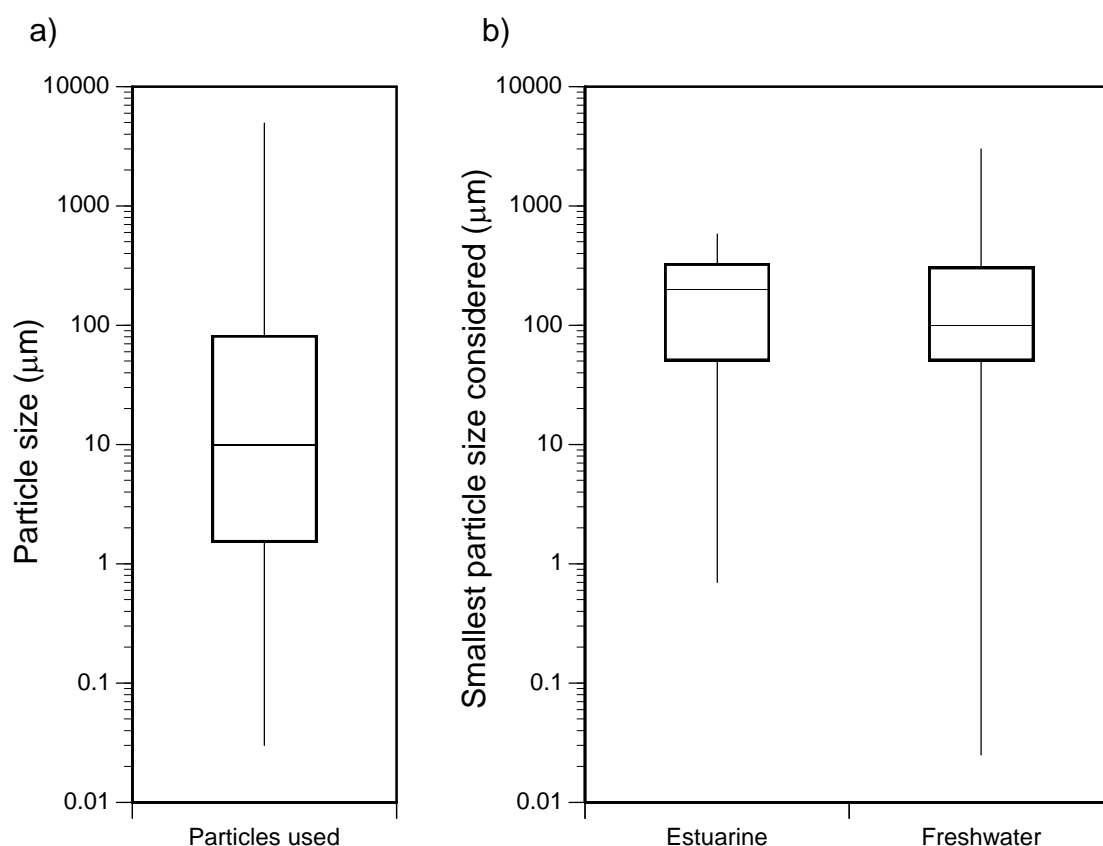 a)
Particle size (μm)
10000
1000
100
10
1
0.1
0.01
Particles used
b)
Smallest particle size considered (μm)
10000
1000
100
10
1
0.1
0.01
Estuarine
Freshwater